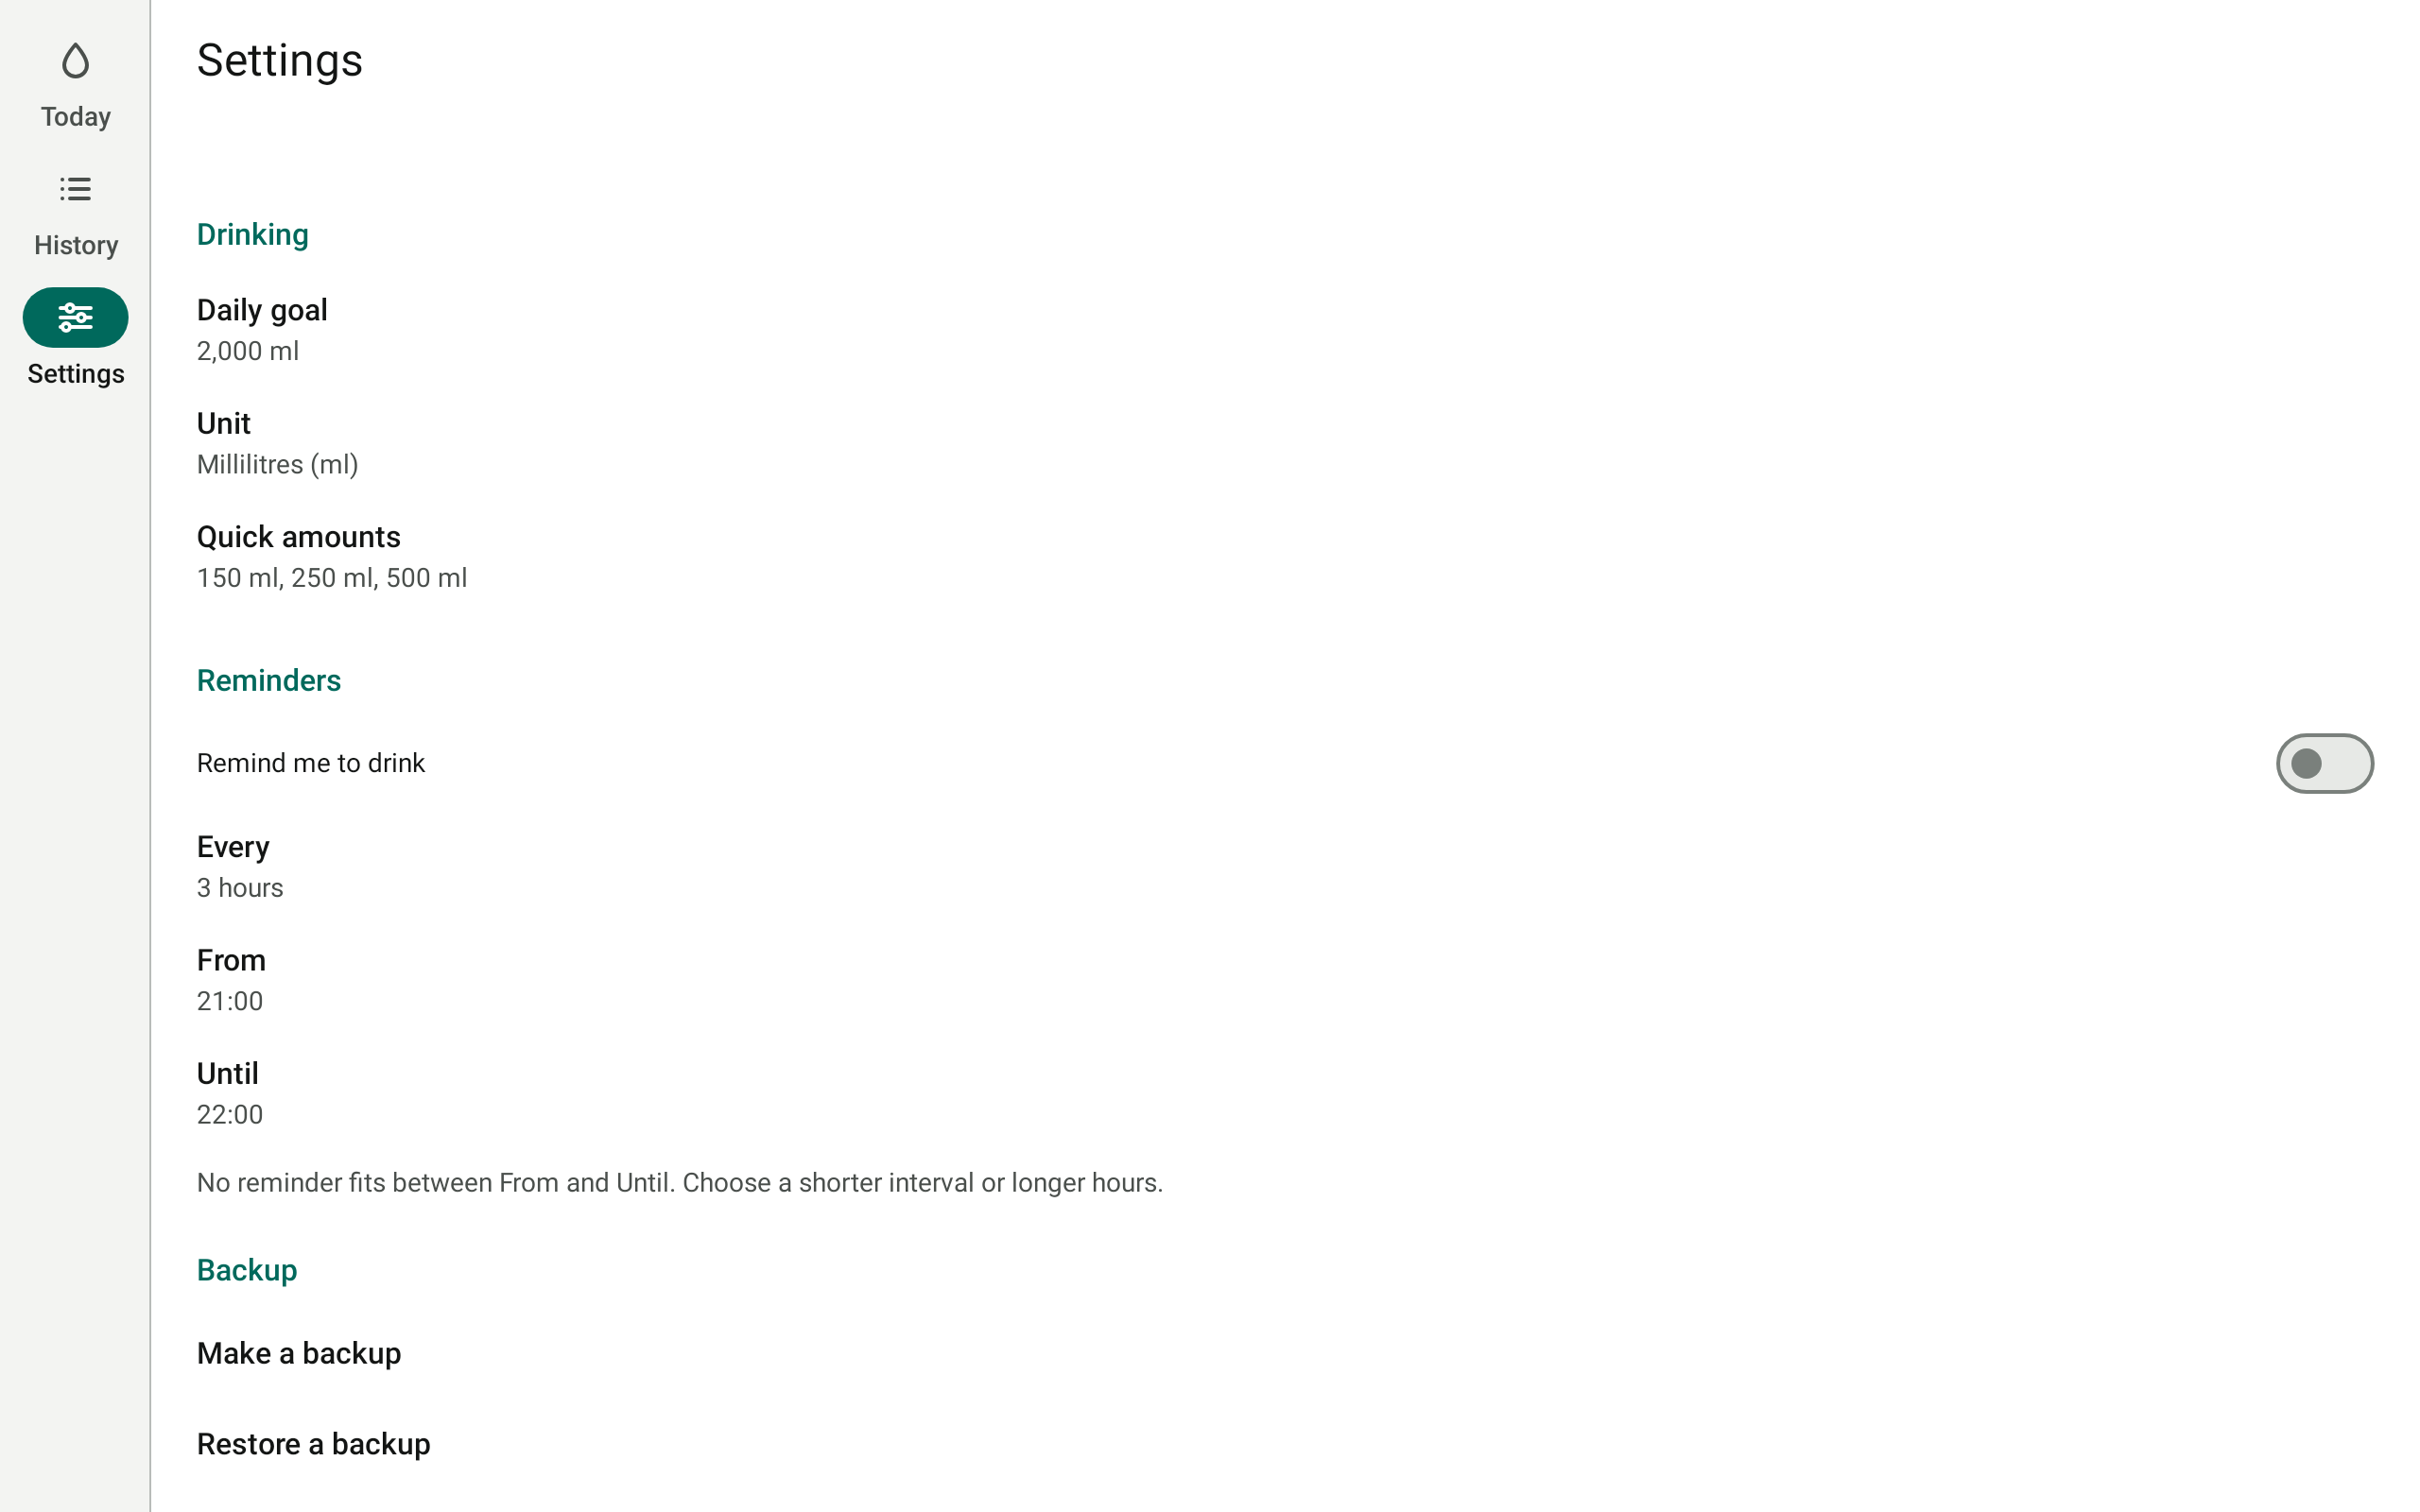 Today
History
Settings
Settings
Drinking
Daily goal
2,000 ml
Unit
Millilitres (ml)
Quick amounts
150 ml, 250 ml, 500 ml
Reminders
Remind me to drink
Every
3 hours
From
21:00
Until
22:00
No reminder fits between From and Until. Choose a shorter interval or longer hours.
Backup
Make a backup
Restore a backup